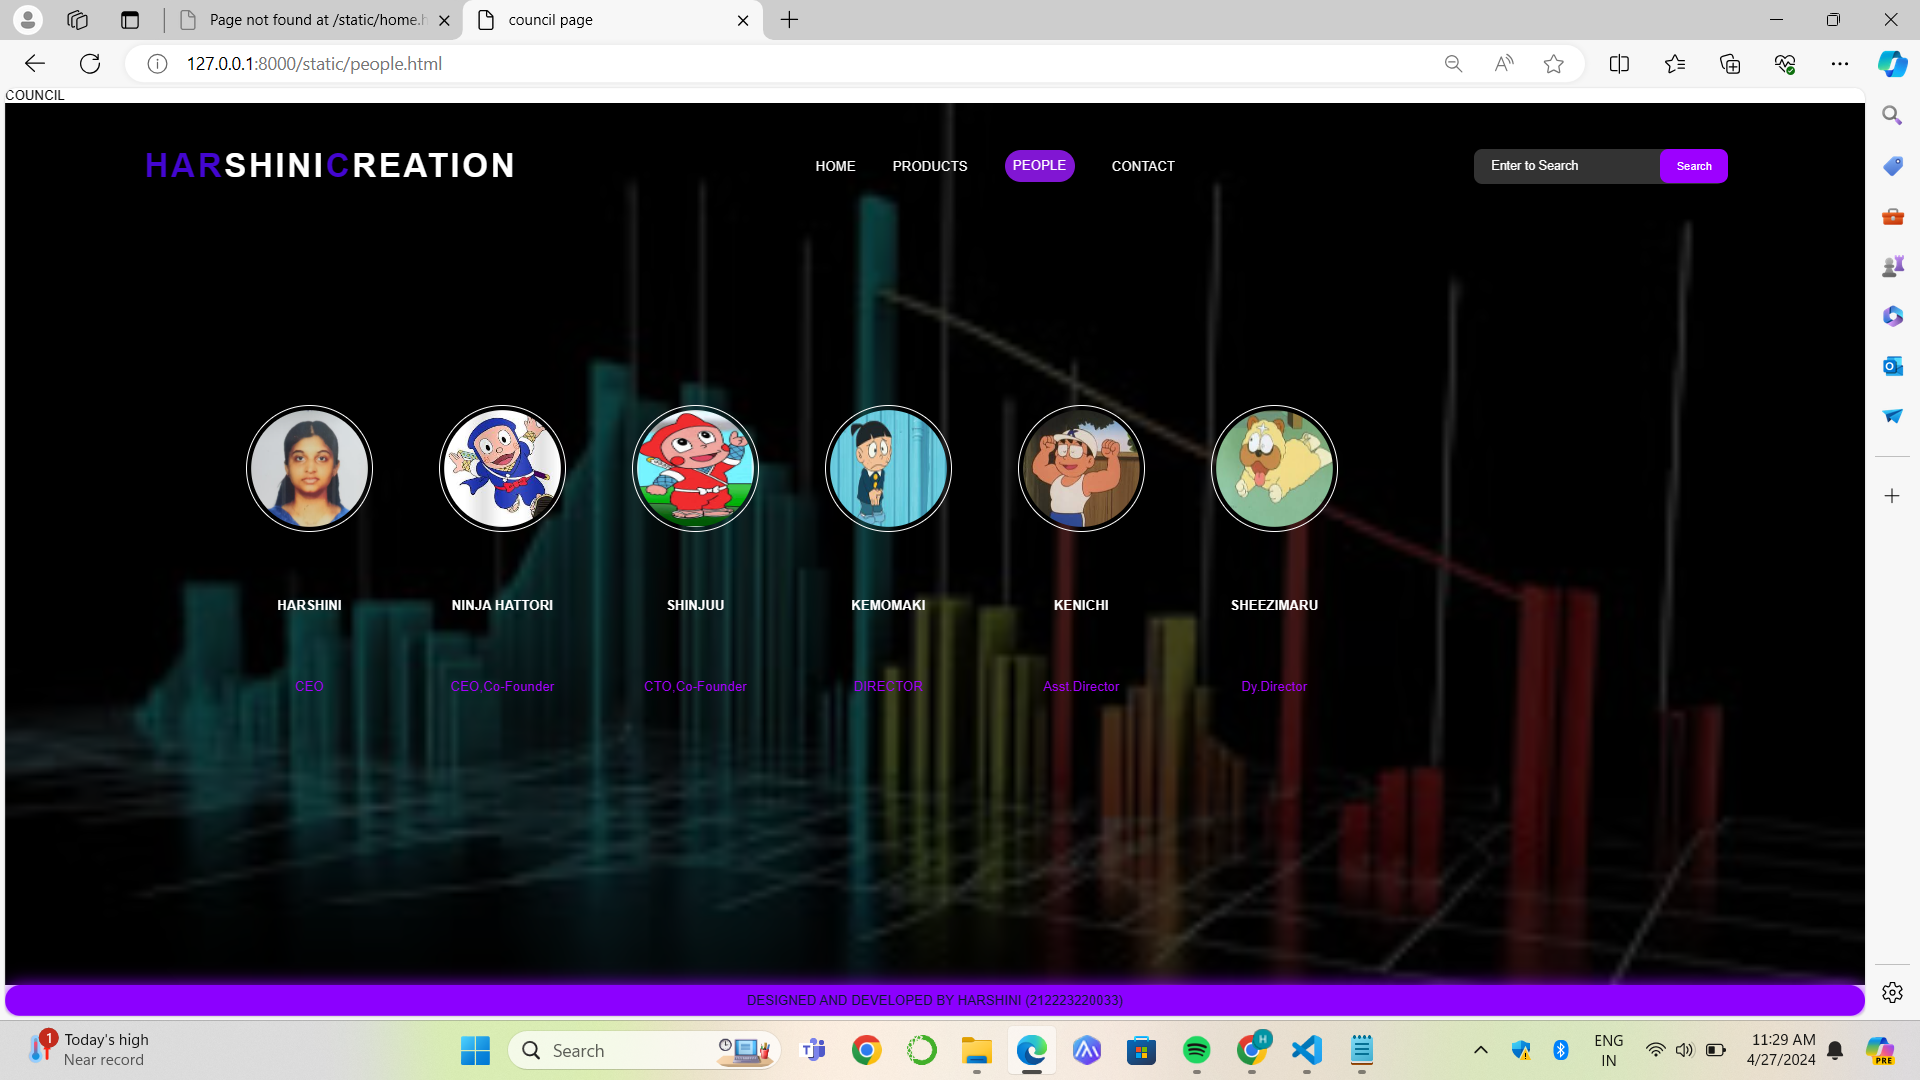 Page not found at /static/home.h
council page
127.0.0.1:8000/static/people.html
COUNCIL
HARSHINICREATION
HOME
PRODUCTS
PEOPLE
CONTACT
Enter to Search
Search
HARSHINI
NINJA HATTORI
SHINJUU
KEMOMAKI
KENICHI
SHEEZIMARU
CEO
CEO,Co-Founder
CTO,Co-Founder
DIRECTOR
Asst.Director
Dy.Director
DESIGNED AND DEVELOPED BY HARSHINI (212223220033)
1
Today's high
Near record
Search
H
ENG
IN
11:29 AM
4/27/2024
PRE